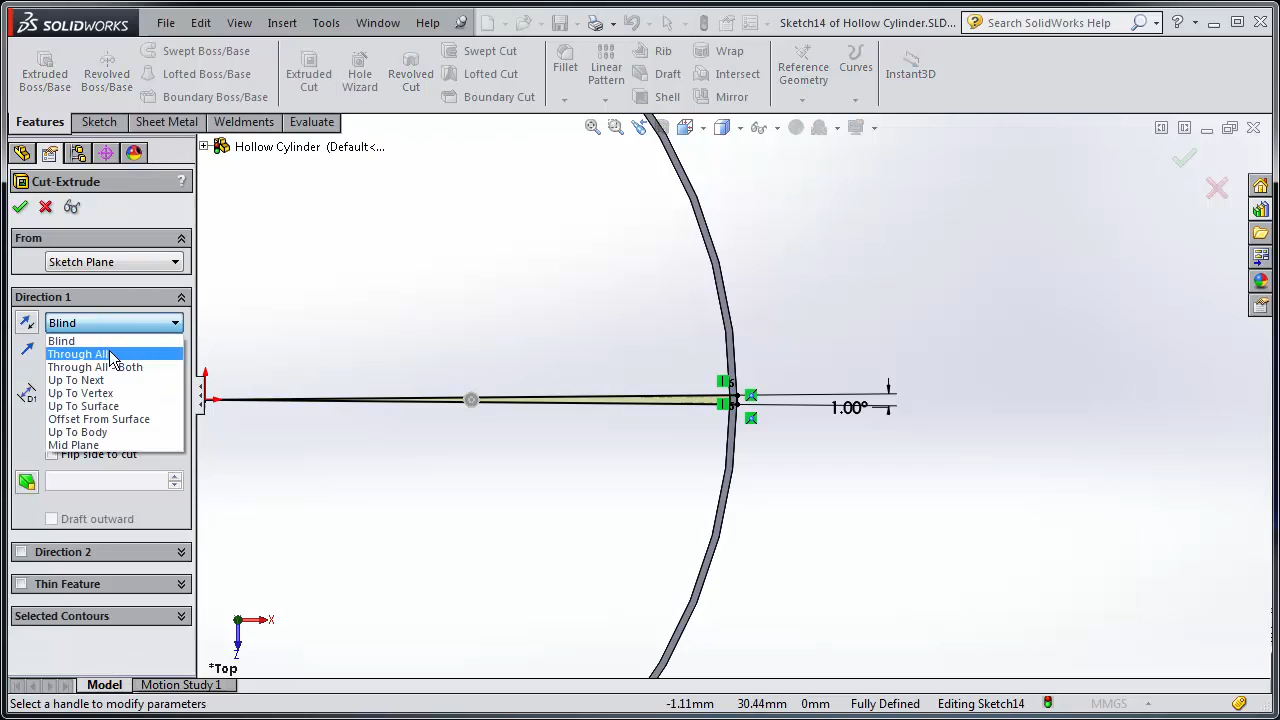 SOLIDWORKS File Edit View Insert Tools Window Help Sketch14 of Hollow Cylinder.SLD... Search SolidWorks Help
Extruded Boss/Base
Revolved Boss/Base
Swept Boss/Base
Lofted Boss/Base
Boundary Boss/Base
Extruded Cut
Hole Wizard
Revolved Cut
Swept Cut
Lofted Cut
Boundary Cut
Fillet
Linear Pattern
Rib
Draft
Shell
Wrap
Intersect
Mirror
Reference Geometry
Curves
Instant3D
Features Sketch Sheet Metal Weldments Evaluate
Hollow Cylinder (Default<...
Cut-Extrude ?
From
Sketch Plane
Direction 1
Blind
Blind
Through All
Through All - Both
Up To Next
Up To Vertex
Up To Surface
Offset From Surface
Up To Body
Mid Plane
D1
Flip side to cut
Draft outward
Direction 2
Thin Feature
Selected Contours
1.00°
X
Z
*Top
Model Motion Study 1
Select a handle to modify parameters -1.11mm 30.44mm 0mm Fully Defined Editing Sketch14 MMGS